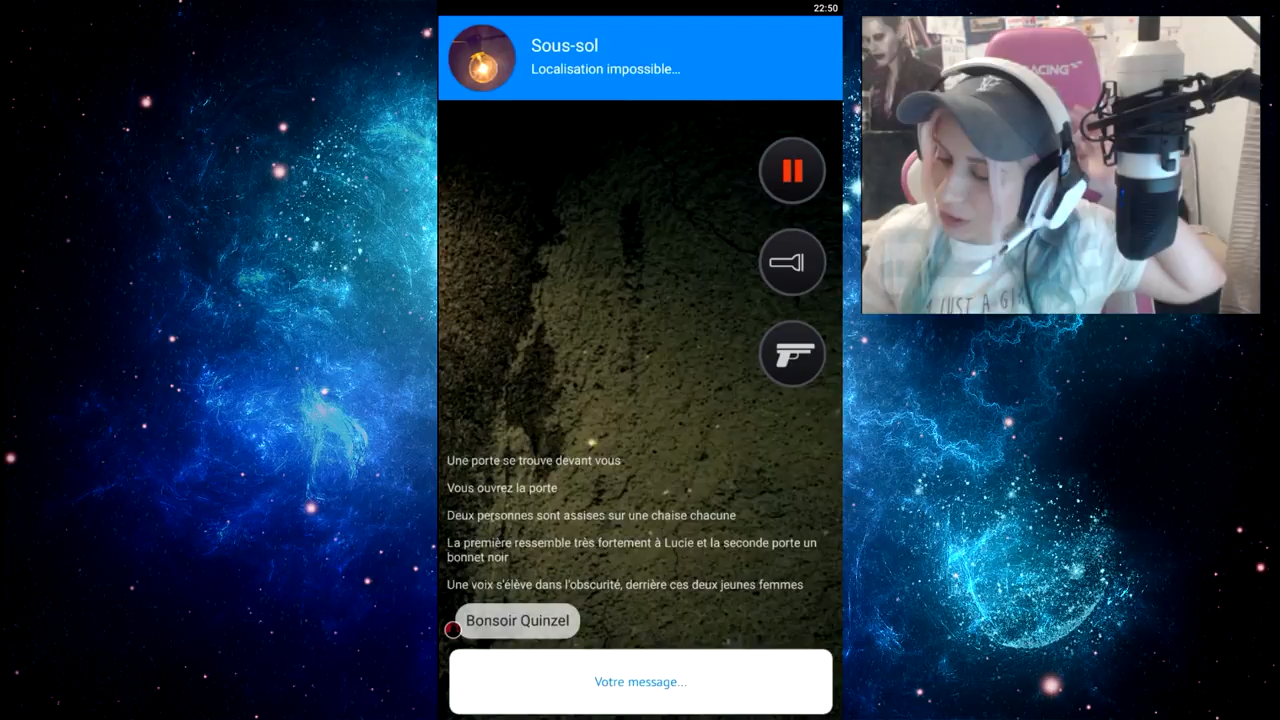 22:50
Sous-sol
Localisation impossible...
Une porte se trouve devant vous
Vous ouvrez la porte
Deux personnes sont assises sur une chaise chacune
La première ressemble très fortement à Lucie et la seconde porte un
bonnet noir
Une voix s'élève dans l'obscurité, derrière ces deux jeunes femmes
Bonsoir Quinzel
Votre message...
ACING
JUST A GI